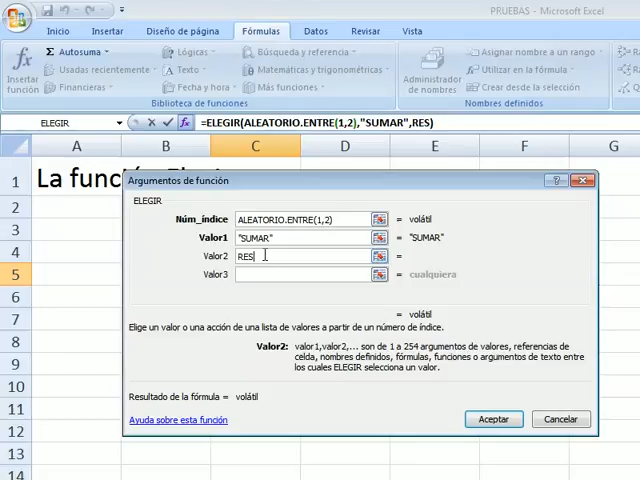 PRUEBAS - Microsoft Excel
Inicio Insertar Diseño de página Fórmulas Datos Revisar Vista
fx Insertar función
Σ Autosuma
Usadas recientemente
Financieras
Lógicas
Texto
Fecha y hora
Búsqueda y referencia
Matemáticas y trigonométricas
Más funciones
Biblioteca de funciones
Administrador de nombres
Asignar nombre a un rango
Utilizar en la fórmula
Crear desde la selección
Nombres definidos
ELEGIR fx =ELEGIR(ALEATORIO.ENTRE(1,2),"SUMAR",RES)
A B C D E F G
1 La función
2
3
4
5
6
7
8
9
10
11
12
13
14
Argumentos de función
ELEGIR
Núm_índice ALEATORIO.ENTRE(1,2) = volátil
Valor1 "SUMAR" = "SUMAR"
Valor2 RES =
Valor3 = cualquiera
= volátil
Elige un valor o una acción de una lista de valores a partir de un número de índice.
Valor2: valor1,valor2,... son de 1 a 254 argumentos de valores, referencias de
celda, nombres definidos, fórmulas, funciones o argumentos de texto entre
los cuales ELEGIR selecciona un valor.
Resultado de la fórmula = volátil
Ayuda sobre esta función
Aceptar Cancelar